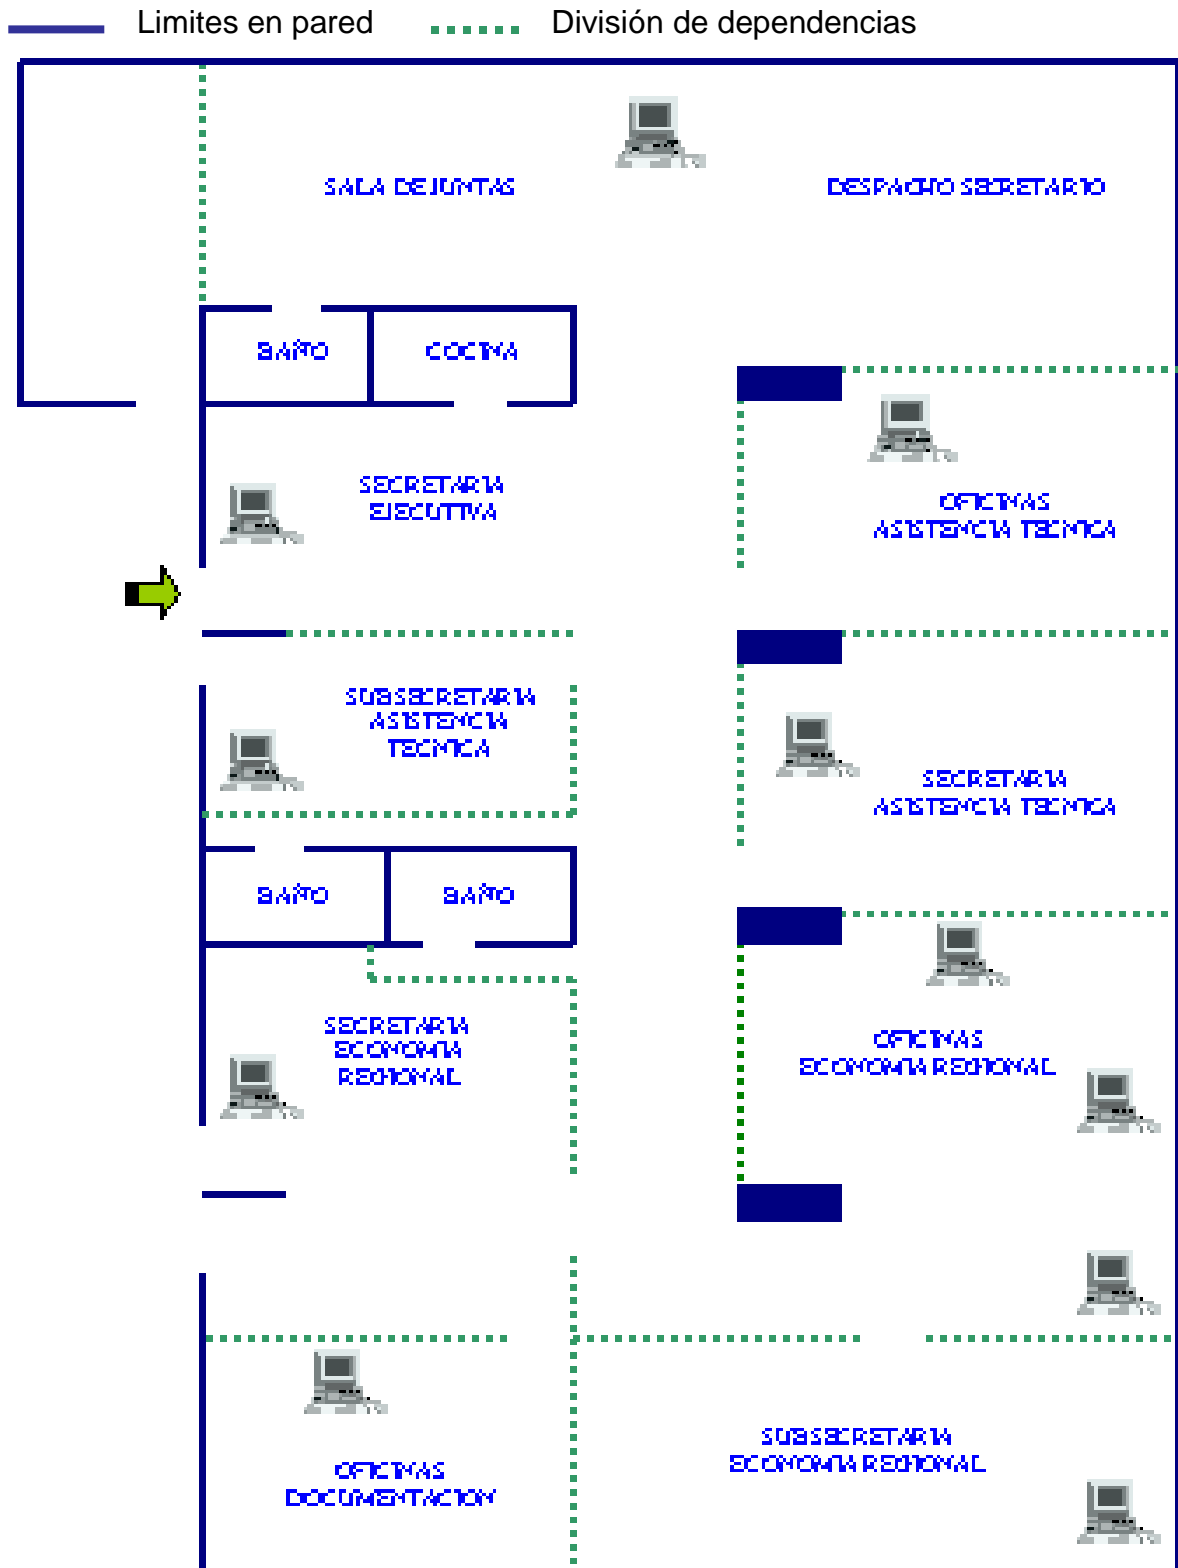 Limites en pared
División de dependencias
SALA DE JUNTAS
DESPACHO SECRETARIO
BAÑO
COCINA
SECRETARIA
EJECUTIVA
OFICINAS
ASISTENCIA TECNICA
SUBSECRETARIA
ASISTENCIA
TECNICA
SECRETARIA
ASISTENCIA TECNICA
BAÑO
BAÑO
SECRETARIA
ECONOMIA
REGIONAL
OFICINAS
ECONOMIA REGIONAL
SUBSECRETARIA
ECONOMIA REGIONAL
OFICINAS
DOCUMENTACION